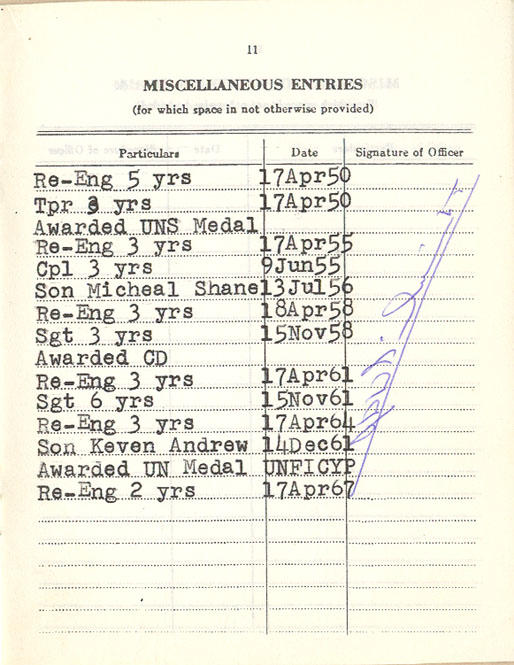 11
MISCELLANEOUS ENTRIES
(for which space in not otherwise provided)
Particulars Date Signature of Officer
Re-Eng 5 yrs 17Apr50
Tpr 3 yrs 17Apr50
Awarded UNS Medal
Re-Eng 3 yrs 17Apr55
Cpl 3 yrs 9Jun55
Son Micheal Shane 13Jul56
Re-Eng 3 yrs 18Apr58
Sgt 3 yrs 15Nov58
Awarded CD
Re-Eng 3 yrs 17Apr61
Sgt 6 yrs 15Nov61
Re-Eng 3 yrs 17Apr64
Son Keven Andrew 14Dec61
Awarded UN Medal UNFICYP
Re-Eng 2 yrs 17Apr67